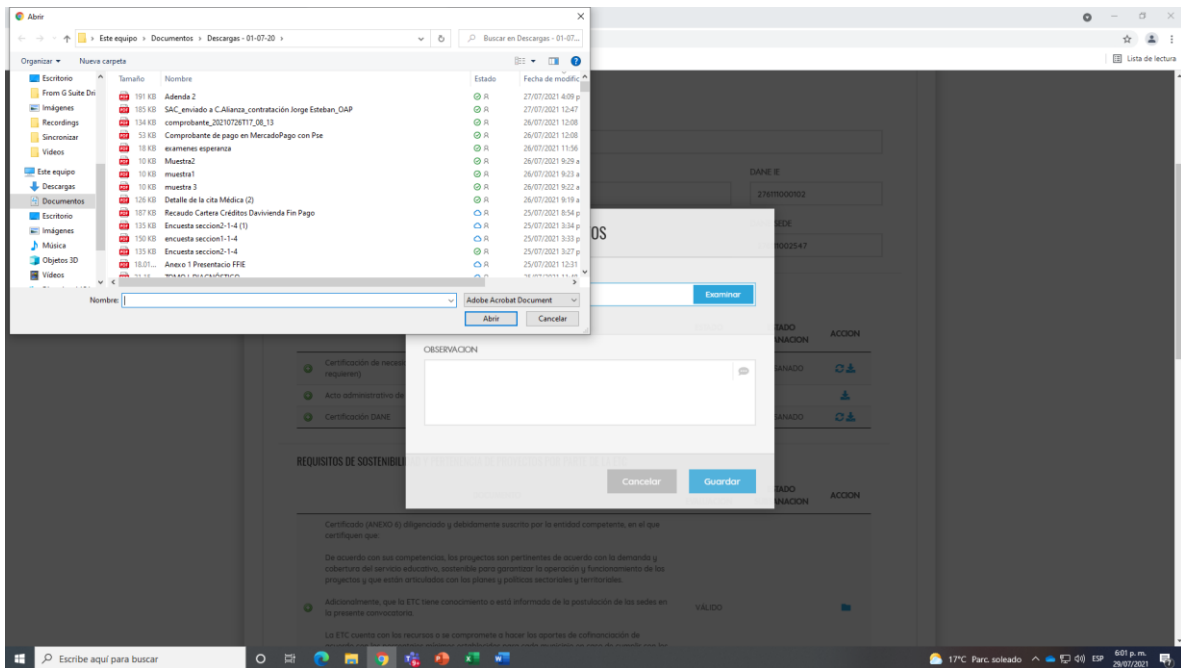 Abrir
Este equipo > Documentos > Descargas - 01-07-20 >
Buscar en Descargas - 01-07...
Organizar
Nueva carpeta
Lista de lectura
Escritorio
From G Suite Dri
Imágenes
Recordings
Sincronizar
Videos
Este equipo
Descargas
Documentos
Escritorio
Imágenes
Música
Objetos 3D
Vídeos
Tamaño Nombre Estado Fecha de modific
191 KB Adenda 2 27/07/2021 4:09 p
185 KB SAC_enviado a C.Alianza_contratación Jorge Esteban_OAP 27/07/2021 12:47
134 KB comprobante_20210726T17_08_13 26/07/2021 12:08
53 KB Comprobante de pago en MercadoPago con Pse 26/07/2021 12:08
18 KB examenes esperanza 26/07/2021 11:56
10 KB Muestra2 26/07/2021 9:29 a
10 KB muestra1 26/07/2021 9:23 a
10 KB muestra 3 26/07/2021 9:22 a
126 KB Detalle de la cita Médica (2) 26/07/2021 9:19 a
187 KB Recaudo Cartera Créditos Davivienda Fin Pago 25/07/2021 8:54 p
135 KB Encuesta seccion2-1-4 (1) 25/07/2021 3:34 p
150 KB encuesta seccion1-1-4 25/07/2021 3:33 p
135 KB Encuesta seccion2-1-4 25/07/2021 3:27 p
18.01... Anexo 1 Presentacio FFIE 25/07/2021 12:31
Nombre:
Adobe Acrobat Document
Abrir
Cancelar
DANE IE
276111000102
SEDE
002547
OS
Examinar
OBSERVACION
Cancelar
Guardar
ACCION
Certificación de necesi
requieren)
Acto administrativo de
Certificación DANE
ANADO
ANADO
REQUISITOS DE SOSTENIBILI
ACCION
Certificado (ANEXO 6) diligenciado y debidamente suscrito por la entidad competente, en el que
certifiquen que:
De acuerdo con sus competencias, los proyectos son pertinentes de acuerdo con la demanda y
cobertura del servicio educativo, sostenible para garantizar la operación y funcionamiento de los
proyectos y que están articulados con los planes y políticas sectoriales y territoriales.
Adicionalmente, que la ETC tiene conocimiento o está informada de la postulación de las sedes en
la presente convocatoria.
VÁLIDO
La ETC cuenta con los recursos o se compromete a hacer los aportes de cofinanciación de
Escribe aquí para buscar
17°C Parc. soleado
ESP
6:01 p. m.
29/07/2021